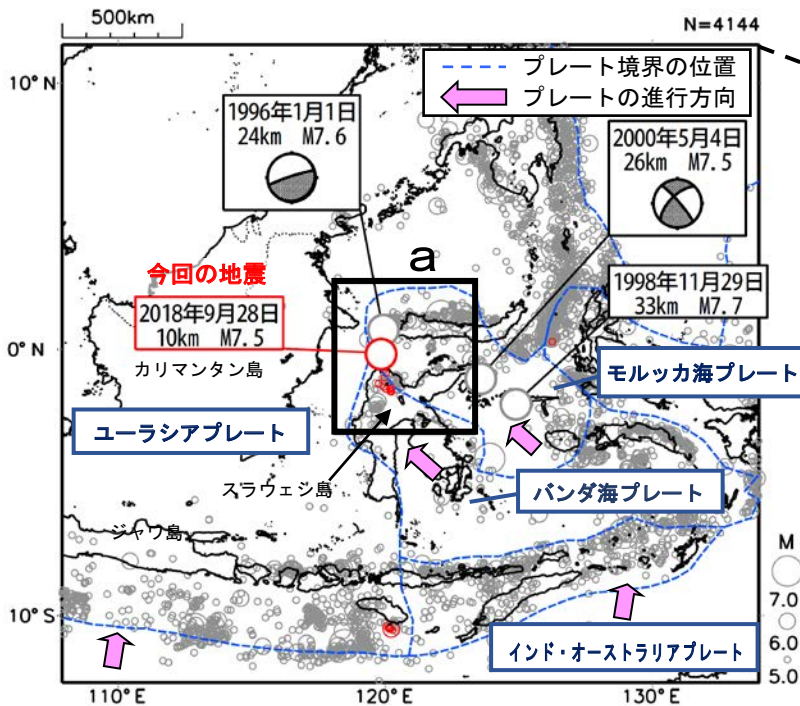 500km
N=4144
10°N
プレート境界の位置
プレートの進行方向
1996年1月1日
24km M7.6
2000年5月4日
26km M7.5
a
今回の地震
1998年11月29日
33km M7.7
2018年9月28日
10km M7.5
0°N
カリマンタン島
モルッカ海プレート
ユーラシアプレート
スラウェシ島
バンダ海プレート
ジャワ島
M
7.0
10°S
6.0
インド・オーストラリアプレート
5.0
110°E
120°E
130°E